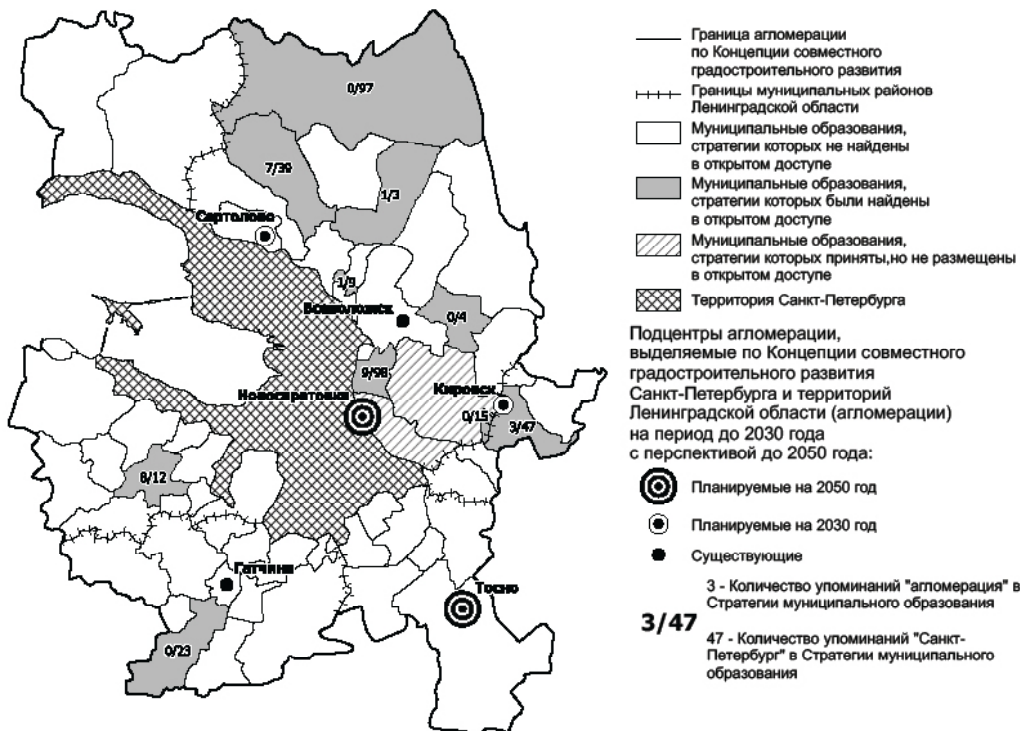 0/97
7/39
1/3
Сартолово
1/9
Всеволожск
0/4
9/98
Кировск
Новосаратовка
0/15
3/47
8/12
Гатчина
Тосно
0/23
Граница агломерации
по Концепции совместного
градостроительного развития
Границы муниципальных районов
Ленинградской области
Муниципальные образования,
стратегии которых не найдены
в открытом доступе
Муниципальные образования,
стратегии которых были найдены
в открытом доступе
Муниципальные образования,
стратегии которых приняты,но не размещены
в открытом доступе
Территория Санкт-Петербурга
Подцентры агломерации,
выделяемые по Концепции совместного
градостроительного развития
Санкт-Петербурга и территорий
Ленинградской области (агломерации)
на период до 2030 года
с перспективой до 2050 года:
Планируемые на 2050 год
Планируемые на 2030 год
Существующие
3 - Количество упоминаний "агломерация" в
Стратегии муниципального образования
3/47
47 - Количество упоминаний "Санкт-
Петербург" в Стратегии муниципального
образования